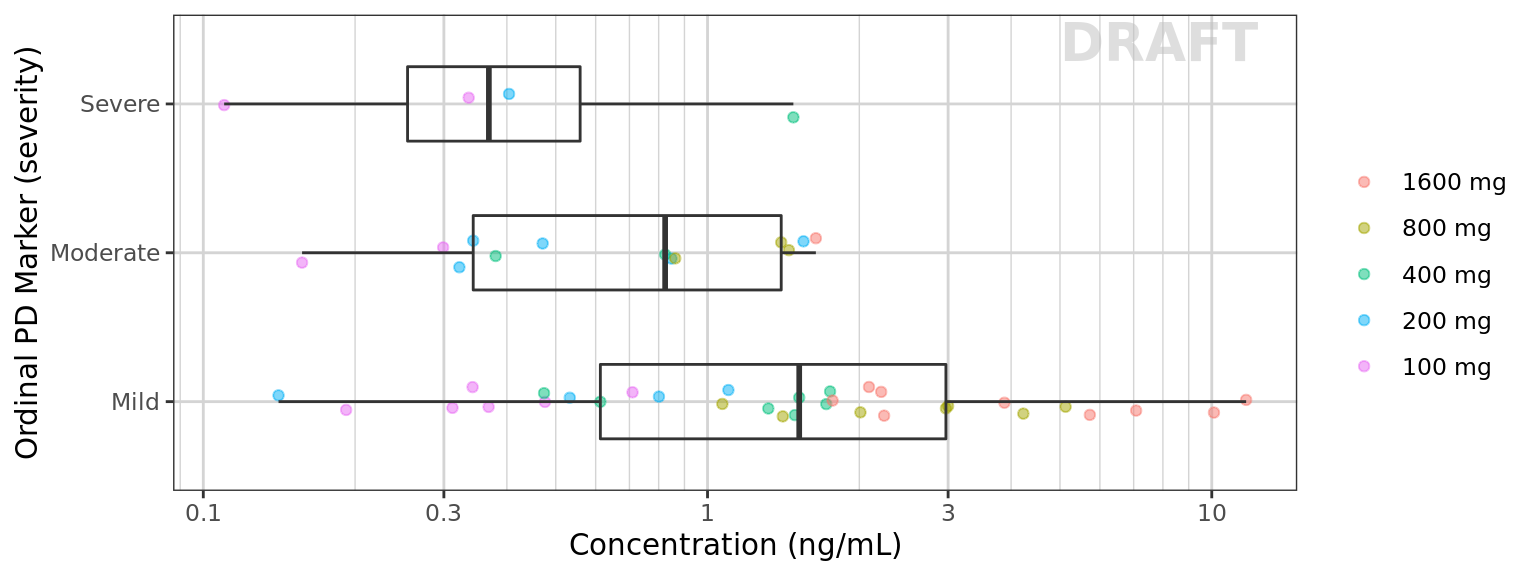 DRAFT
Ordinal PD Marker (severity)
Severe
Moderate
Mild
0.1
0.3
1
3
10
Concentration (ng/mL)
1600 mg
800 mg
400 mg
200 mg
100 mg